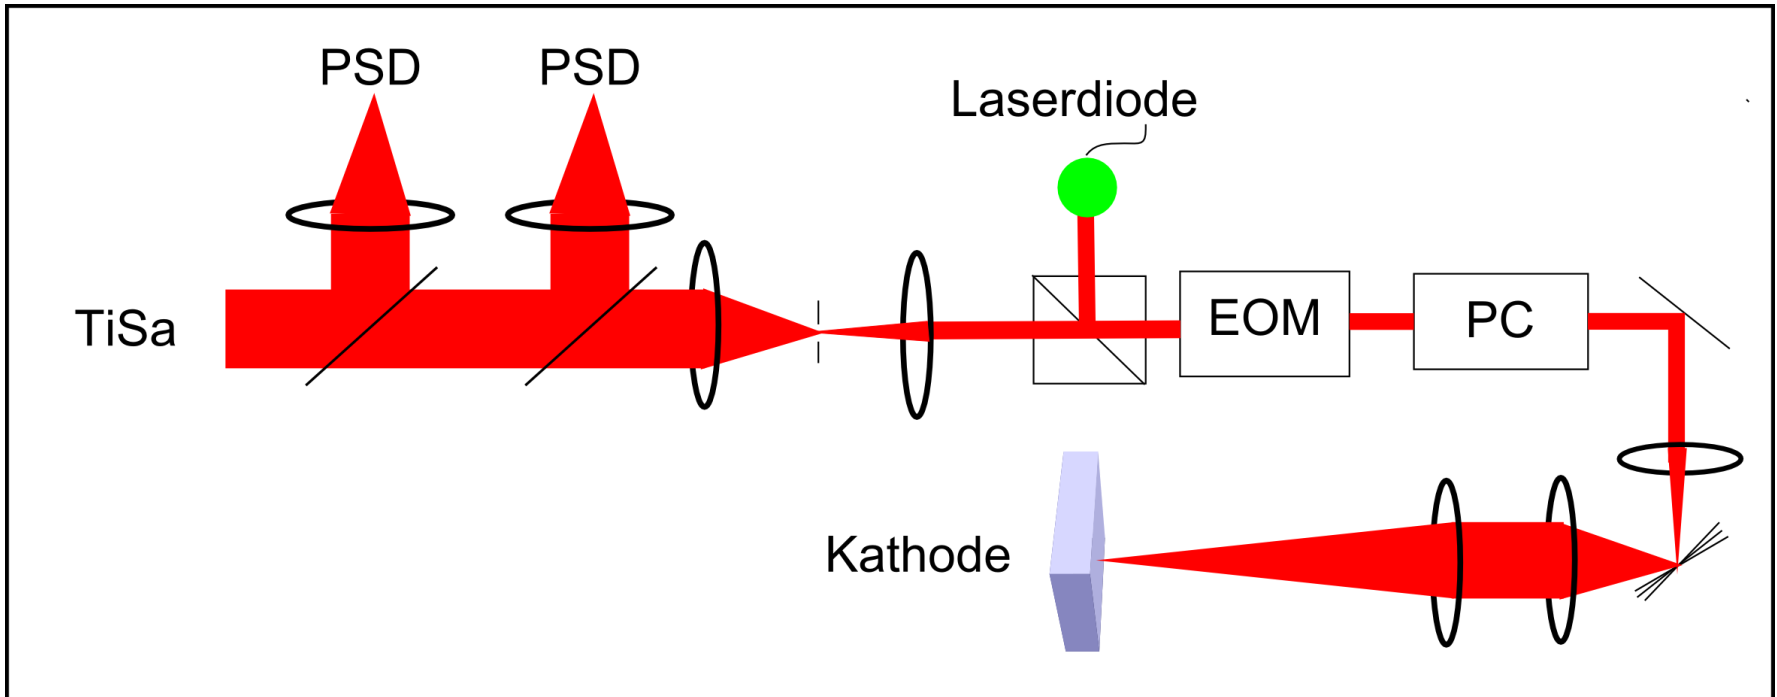 PSD
PSD
Laserdiode
TiSa
EOM
PC
Kathode